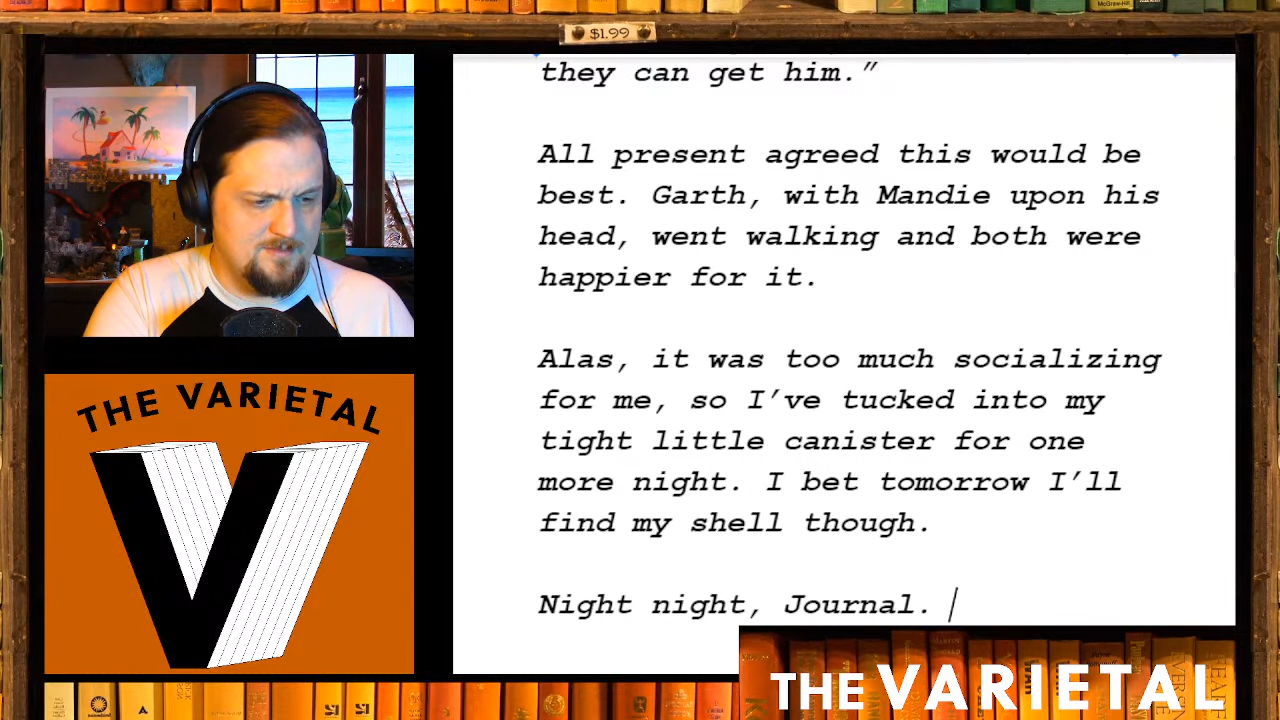 McGraw-Hill
$1.99
they can get him.”
All present agreed this would be
best. Garth, with Mandie upon his
head, went walking and both were
happier for it.
Alas, it was too much socializing
for me, so I’ve tucked into my
tight little canister for one
more night. I bet tomorrow I’ll
find my shell though.
Night night, Journal.
THE VARIETAL
V
THE VARIETAL